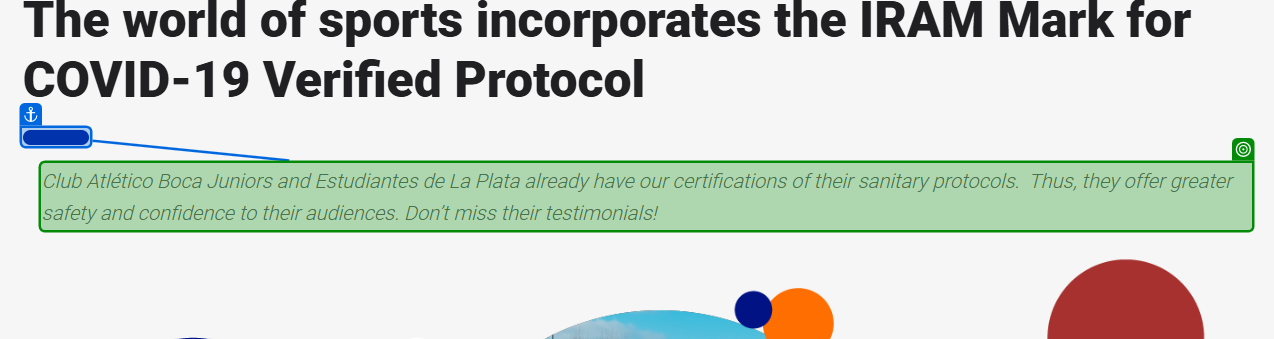 The world of sports incorporates the IRAM Mark for
COVID-19 Verified Protocol
Club Atlético Boca Juniors and Estudiantes de La Plata already have our certifications of their sanitary protocols.  Thus, they offer greater
safety and confidence to their audiences. Don't miss their testimonials!